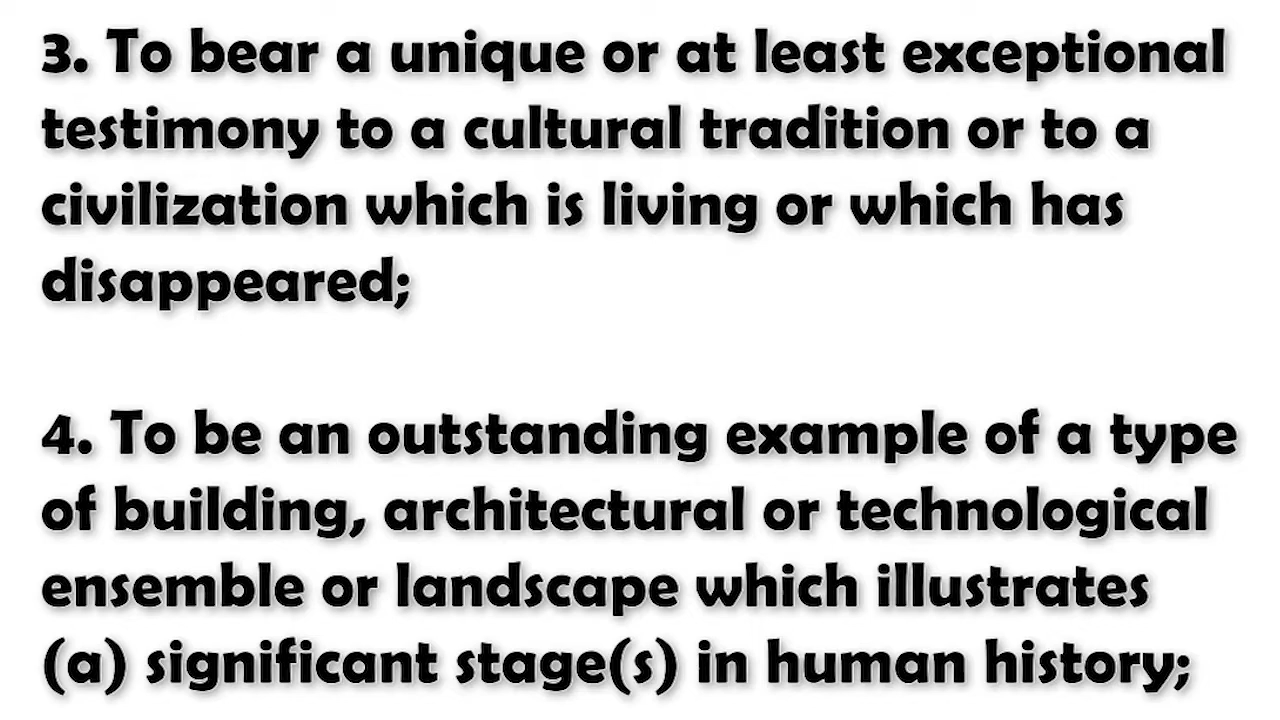 3. To bear a unique or at least exceptional
testimony to a cultural tradition or to a
civilization which is living or which has
disappeared;
4. To be an outstanding example of a type
of building, architectural or technological
ensemble or landscape which illustrates
(a) significant stage(s) in human history;